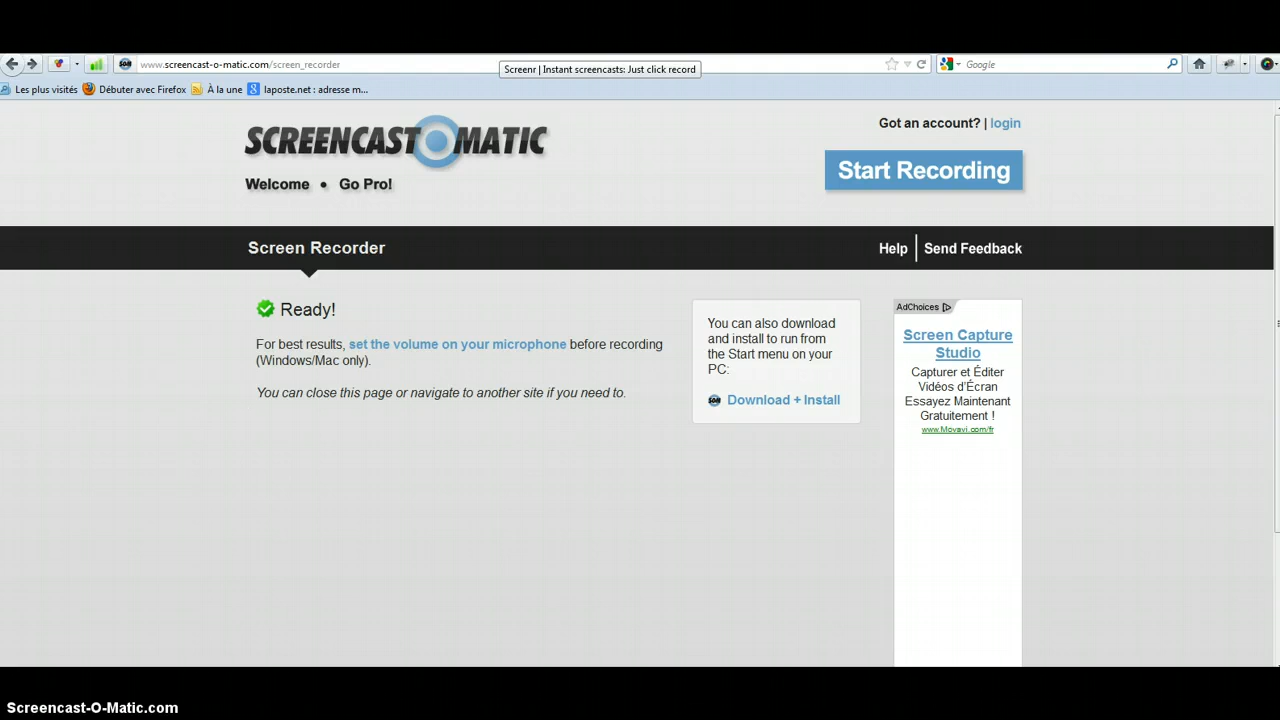 www.screencast-o-matic.com/screen_recorder
Screenr | Instant screencasts: Just click record
Google
Les plus visités
Débuter avec Firefox
À la une
laposte.net : adresse m...
SCREENCAST O MATIC
Got an account? | login
Start Recording
Welcome • Go Pro!
Screen Recorder
Help
Send Feedback
Ready!
For best results, set the volume on your microphone before recording
(Windows/Mac only).
You can close this page or navigate to another site if you need to.
You can also download
and install to run from
the Start menu on your
PC:
SOM
Download + Install
AdChoices
Screen Capture
Studio
Capturer et Éditer
Vidéos d'Écran
Essayez Maintenant
Gratuitement !
www.Movavi.com/fr
Screencast-O-Matic.com